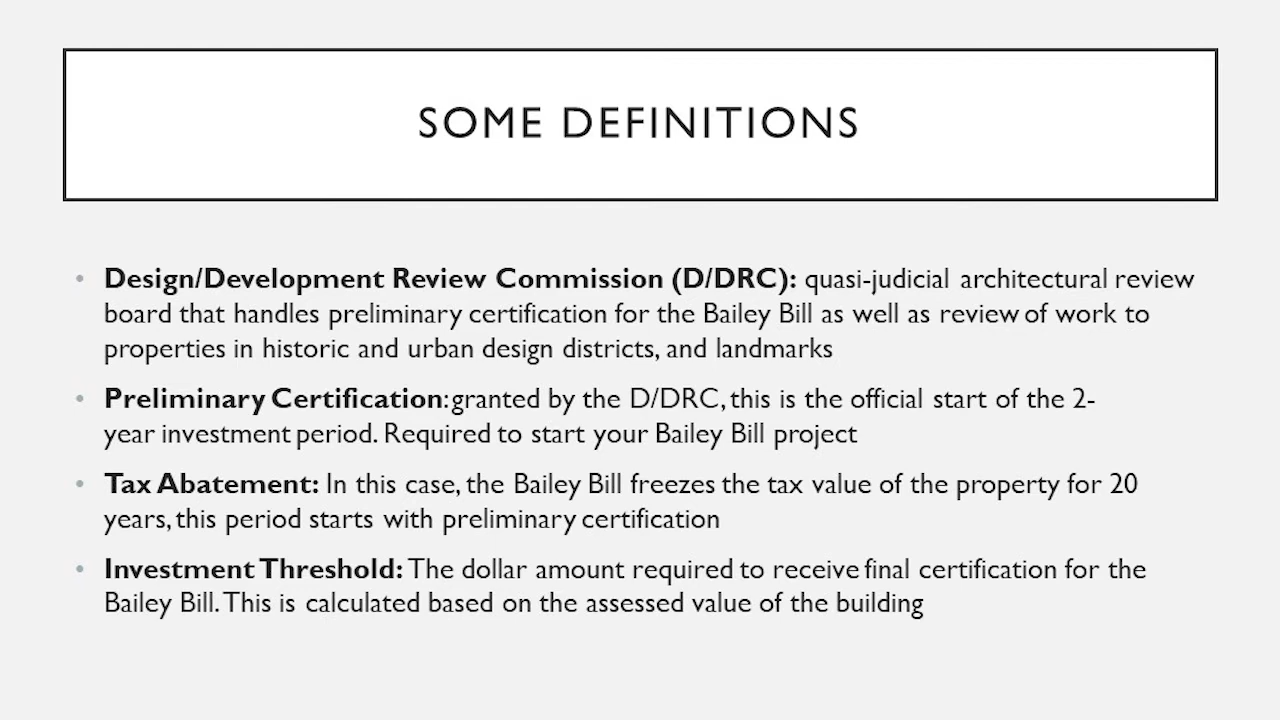 SOME DEFINITIONS
• Design/Development Review Commission (D/DRC): quasi-judicial architectural review
board that handles preliminary certification for the Bailey Bill as well as review of work to
properties in historic and urban design districts, and landmarks
• Preliminary Certification: granted by the D/DRC, this is the official start of the 2-
year investment period. Required to start your Bailey Bill project
• Tax Abatement: In this case, the Bailey Bill freezes the tax value of the property for 20
years, this period starts with preliminary certification
• Investment Threshold: The dollar amount required to receive final certification for the
Bailey Bill. This is calculated based on the assessed value of the building